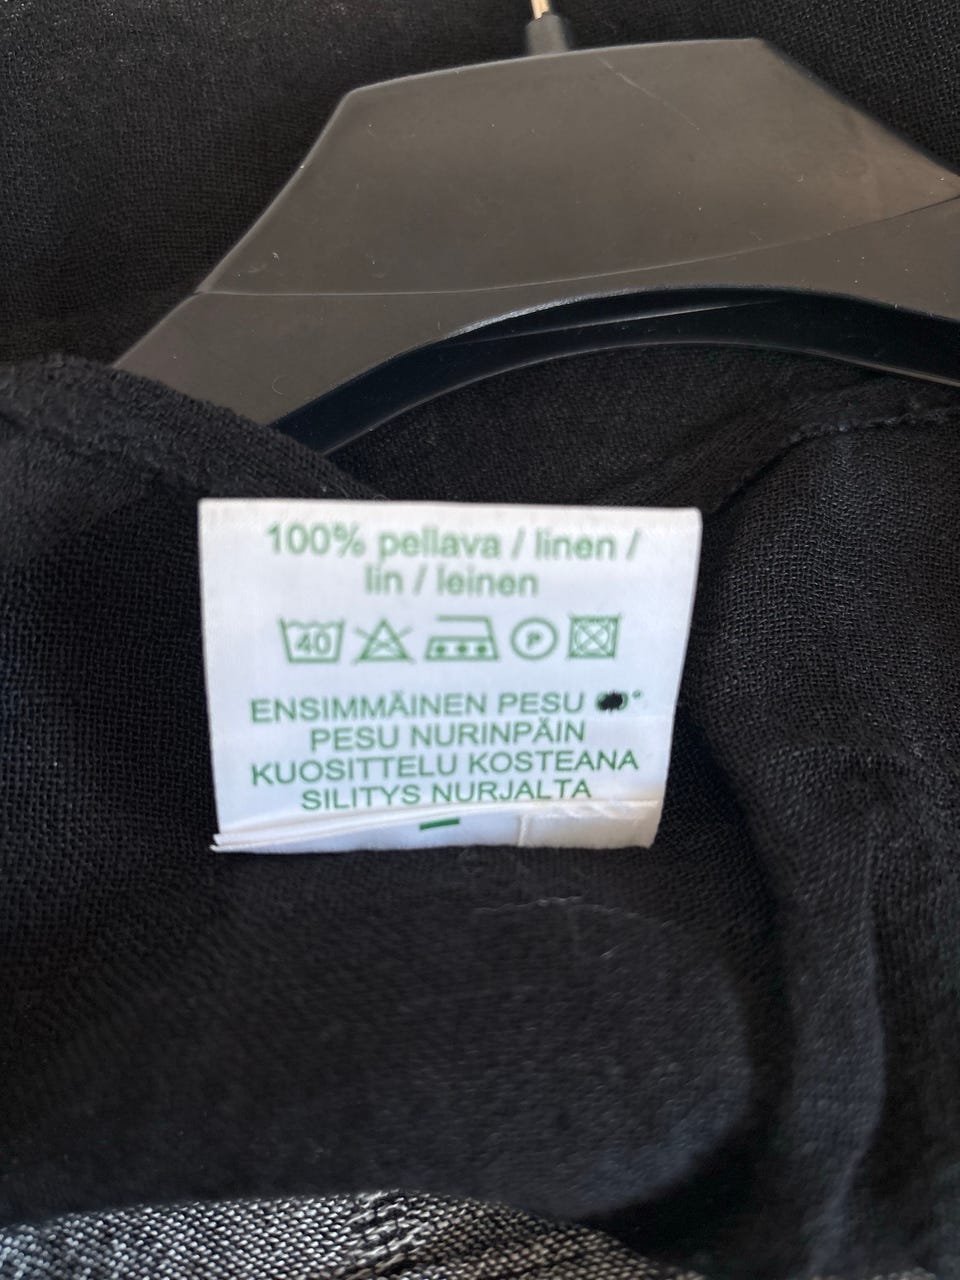 100% pellava / linen /
lin / leinen
40 P
ENSIMMÄINEN PESU
PESU NURINPÄIN
KUOSITTELU KOSTEANA
SILITYS NURJALTA